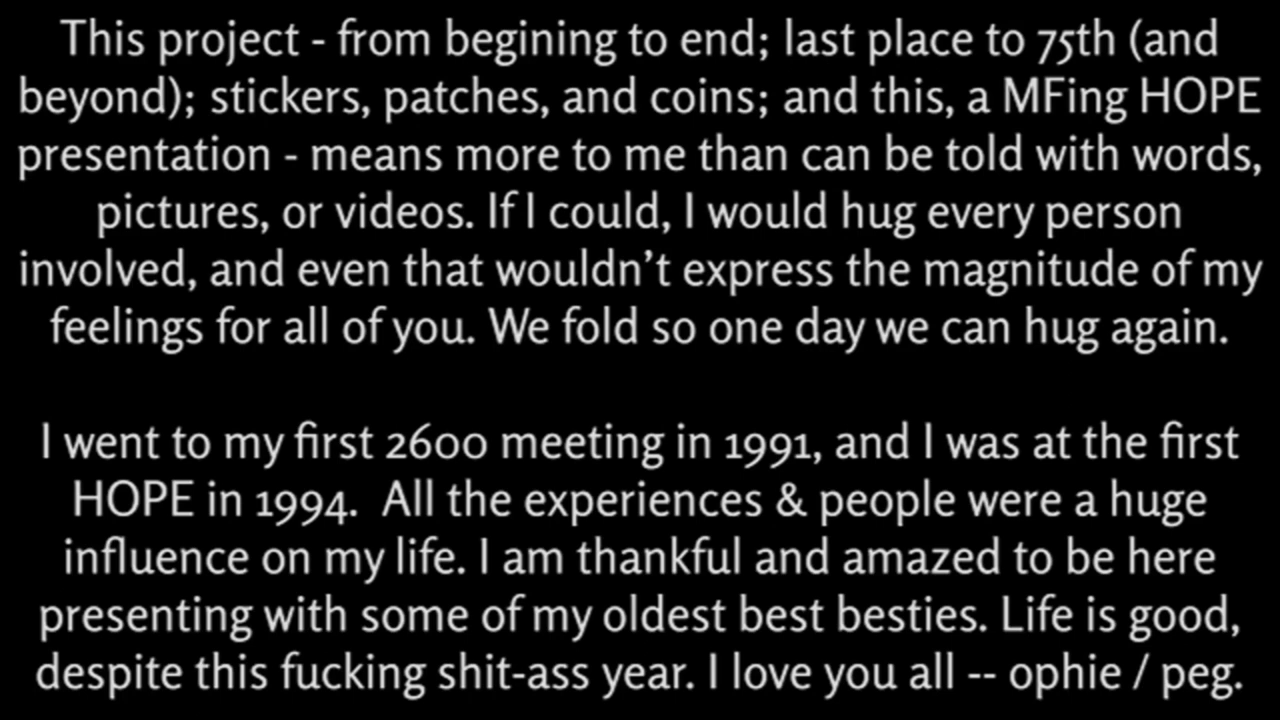 This project - from begining to end; last place to 75th (and
beyond); stickers, patches, and coins; and this, a MFing HOPE
presentation - means more to me than can be told with words,
pictures, or videos. If I could, I would hug every person
involved, and even that wouldn’t express the magnitude of my
feelings for all of you. We fold so one day we can hug again.

I went to my first 2600 meeting in 1991, and I was at the first
HOPE in 1994.  All the experiences & people were a huge
influence on my life. I am thankful and amazed to be here
presenting with some of my oldest best besties. Life is good,
despite this fucking shit-ass year. I love you all -- ophie / peg.